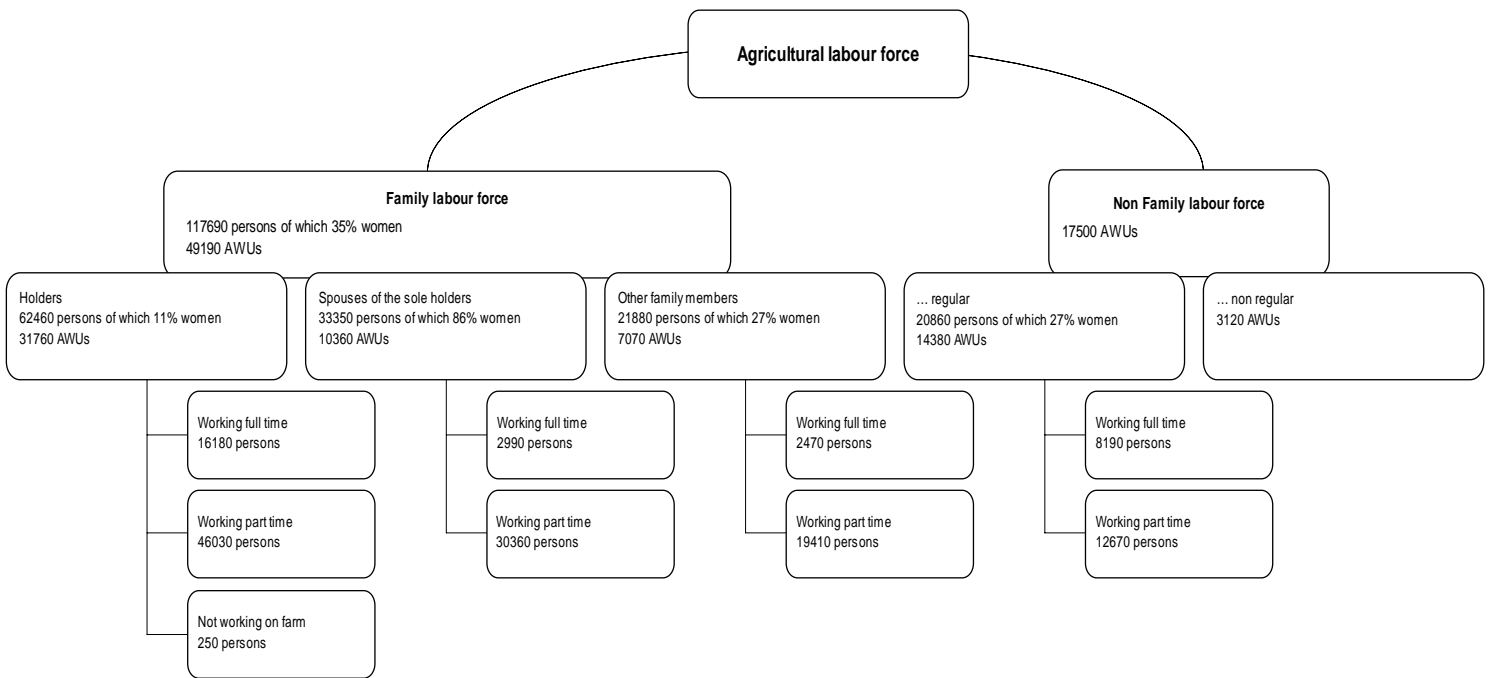 Agricultural labour force
Family labour force
117690 persons of which 35% women
49190 AWUs
Non Family labour force
17500 AWUs
Holders
62460 persons of which 11% women
31760 AWUs
Spouses of the sole holders
33350 persons of which 86% women
10360 AWUs
Other family members
21880 persons of which 27% women
7070 AWUs
... regular
20860 persons of which 27% women
14380 AWUs
... non regular
3120 AWUs
Working full time
16180 persons
Working part time
46030 persons
Not working on farm
250 persons
Working full time
2990 persons
Working part time
30360 persons
Working full time
2470 persons
Working part time
19410 persons
Working full time
8190 persons
Working part time
12670 persons